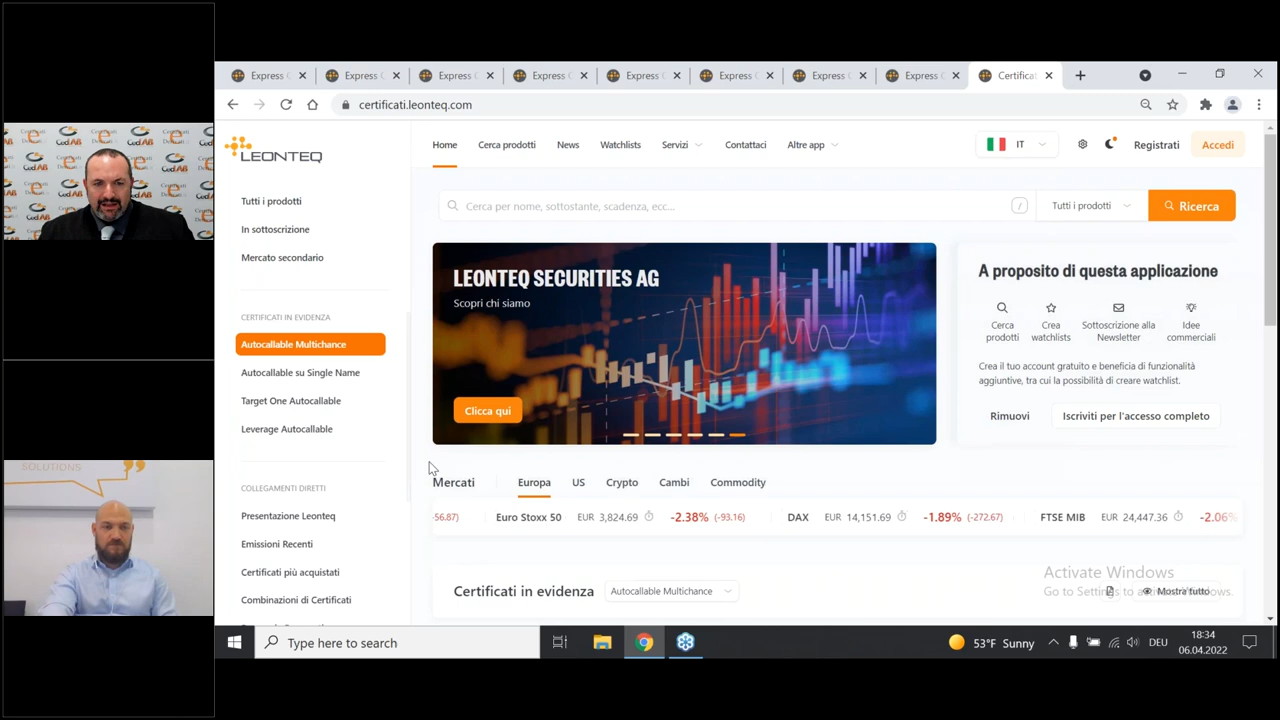 Express
Express
Express
Express
Express
Express
Express
Express
Certifica
certificati.leonteq.com
LEONTEQ
Home
Cerca prodotti
News
Watchlists
Servizi
Contattaci
Altre app
IT
Registrati
Accedi
Tutti i prodotti
In sottoscrizione
Mercato secondario
CERTIFICATI IN EVIDENZA
Autocallable Multichance
Autocallable su Single Name
Target One Autocallable
Leverage Autocallable
COLLEGAMENTI DIRETTI
Presentazione Leonteq
Emissioni Recenti
Certificati più acquistati
Combinazioni di Certificati
Cerca per nome, sottostante, scadenza, ecc...
/
Tutti i prodotti
Ricerca
LEONTEQ SECURITIES AG
Scopri chi siamo
Clicca qui
A proposito di questa applicazione
Cerca
prodotti
Crea
watchlists
Sottoscrizione alla
Newsletter
Idee
commerciali
Crea il tuo account gratuito e beneficia di funzionalità
aggiuntive, tra cui la possibilità di creare watchlist.
Rimuovi
Iscriviti per l'accesso completo
Mercati
Europa
US
Crypto
Cambi
Commodity
-56.87)
Euro Stoxx 50 EUR 3,824.69 -2.38% (-93.16)
DAX EUR 14,151.69 -1.89% (-272.67)
FTSE MIB EUR 24,447.36 -2.06%
Certificati in evidenza
Autocallable Multichance
Mostra tutto
Activate Windows
Go to Settings to activate Windows.
Type here to search
53°F Sunny
DEU
18:34
06.04.2022
CedLAB
SOLUTIONS